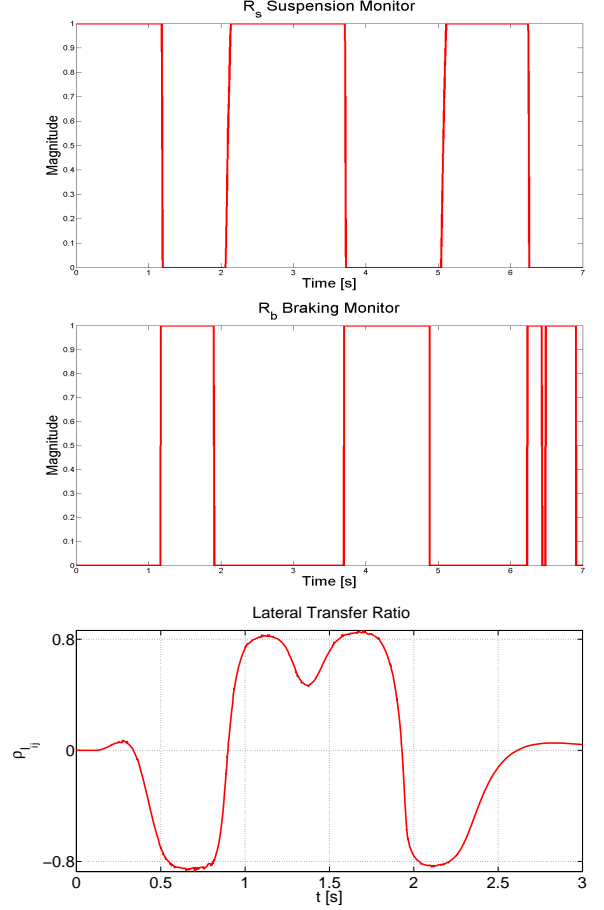 R_s Suspension Monitor
Magnitude
1
0.9
0.8
0.7
0.6
0.5
0.4
0.3
0.2
0.1
0
0 1 2 3 4 5 6 7
Time [s]
R_b Braking Monitor
Magnitude
1
0.9
0.8
0.7
0.6
0.5
0.4
0.3
0.2
0.1
0
0 1 2 3 4 5 6 7
Time [s]
Lateral Transfer Ratio
ρ_l_ij
0.8
0
−0.8
0 0.5 1 1.5 2 2.5 3
t [s]